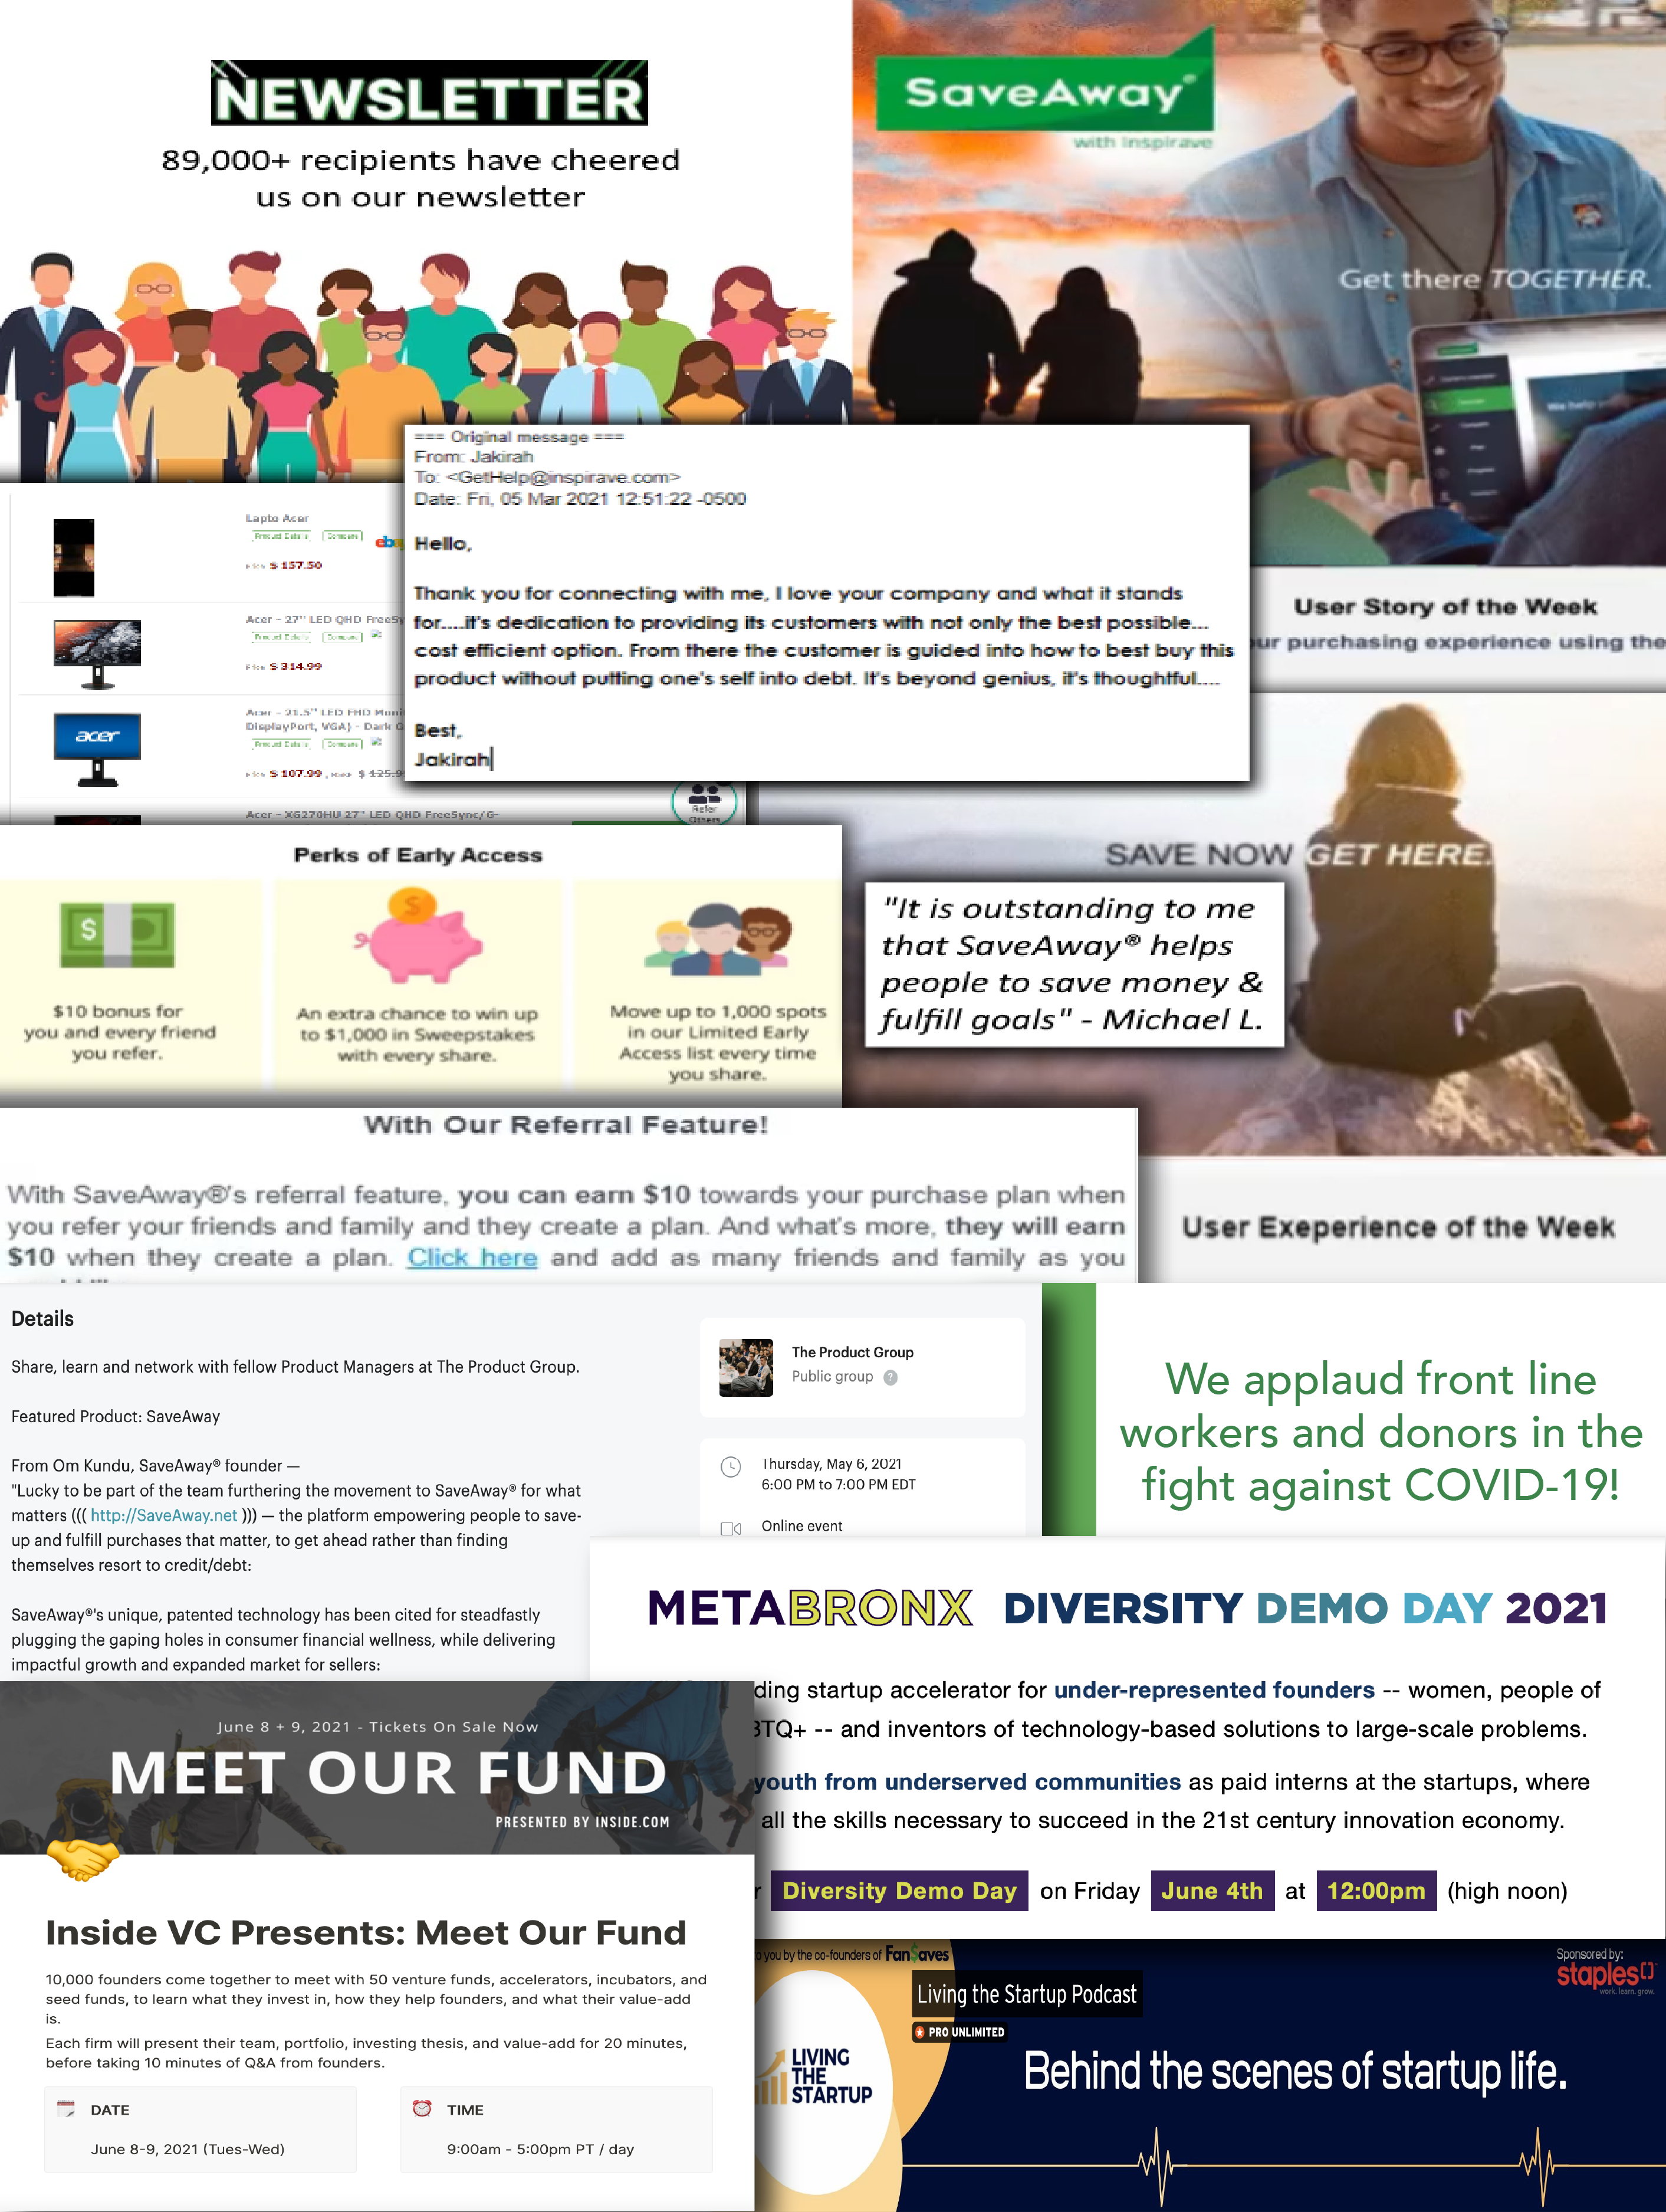 NEWSLETTER
89,000+ recipients have cheered
us on our newsletter
SaveAway®
with Inspirave
Get there TOGETHER.
=== Original message ===
From: Jakirah
To: <GetHelp@inspirave.com>
Date: Fri, 05 Mar 2021 12:51:22 -0500
Hello,
Thank you for connecting with me, I love your company and what it stands
for....it's dedication to providing its customers with not only the best possible...
cost efficient option. From there the customer is guided into how to best buy this
product without putting one's self into debt. It's beyond genius, it's thoughtful....
Best,
Jakirah
Lapto Acer
Product Details Compare
eb
Price $ 157.50
Acer - 27" LED QHD FreeSy
Product Details Compare
Price $ 314.99
Acer - 21.5" LED FHD Moni
DisplayPort, VGA) - Dark G
Product Details Compare
acer
Price $ 107.99, $ 125.9
Acer - XG270HU 27" LED QHD FreeSync/G-
Refer
Others
User Story of the Week
our purchasing experience using the
Perks of Early Access
$10 bonus for
you and every friend
you refer.
An extra chance to win up
to $1,000 in Sweepstakes
with every share.
Move up to 1,000 spots
in our Limited Early
Access list every time
you share.
SAVE NOW GET HERE.
"It is outstanding to me
that SaveAway® helps
people to save money &
fulfill goals" - Michael L.
With Our Referral Feature!
With SaveAway®'s referral feature, you can earn $10 towards your purchase plan when
you refer your friends and family and they create a plan. And what's more, they will earn
$10 when they create a plan. Click here and add as many friends and family as you
User Exeperience of the Week
Details
Share, learn and network with fellow Product Managers at The Product Group.
Featured Product: SaveAway
From Om Kundu, SaveAway® founder —
"Lucky to be part of the team furthering the movement to SaveAway® for what
matters ((( http://SaveAway.net ))) — the platform empowering people to save-
up and fulfill purchases that matter, to get ahead rather than finding
themselves resort to credit/debt:
SaveAway®'s unique, patented technology has been cited for steadfastly
plugging the gaping holes in consumer financial wellness, while delivering
impactful growth and expanded market for sellers:
The Product Group
Public group ?
Thursday, May 6, 2021
6:00 PM to 7:00 PM EDT
Online event
We applaud front line
workers and donors in the
fight against COVID-19!
METABRONX DIVERSITY DEMO DAY 2021
ding startup accelerator for under-represented founders -- women, people of
BTQ+ -- and inventors of technology-based solutions to large-scale problems.
youth from underserved communities as paid interns at the startups, where
all the skills necessary to succeed in the 21st century innovation economy.
r Diversity Demo Day on Friday June 4th at 12:00pm (high noon)
June 8 + 9, 2021 - Tickets On Sale Now
MEET OUR FUND
PRESENTED BY INSIDE.COM
Inside VC Presents: Meet Our Fund
10,000 founders come together to meet with 50 venture funds, accelerators, incubators, and
seed funds, to learn what they invest in, how they help founders, and what their value-add
is.
Each firm will present their team, portfolio, investing thesis, and value-add for 20 minutes,
before taking 10 minutes of Q&A from founders.
DATE
June 8-9, 2021 (Tues-Wed)
TIME
9:00am - 5:00pm PT / day
o you by the co-founders of Fan$aves
Sponsored by:
staples
work. learn. grow.
Living the Startup Podcast
PRO UNLIMITED
LIVING
THE
STARTUP
Behind the scenes of startup life.